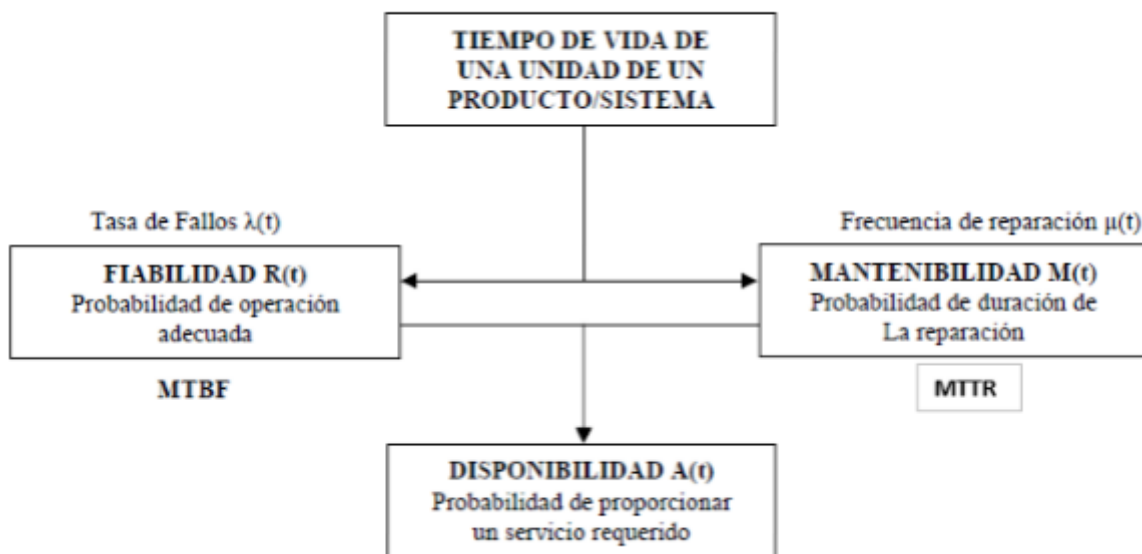 TIEMPO DE VIDA DE
UNA UNIDAD DE UN
PRODUCTO/SISTEMA
Tasa de Fallos λ(t)
FIABILIDAD R(t)
Probabilidad de operación
adecuada
MTBF
Frecuencia de reparación μ(t)
MANTENIBILIDAD M(t)
Probabilidad de duración de
La reparación
MTTR
DISPONIBILIDAD A(t)
Probabilidad de proporcionar
un servicio requerido